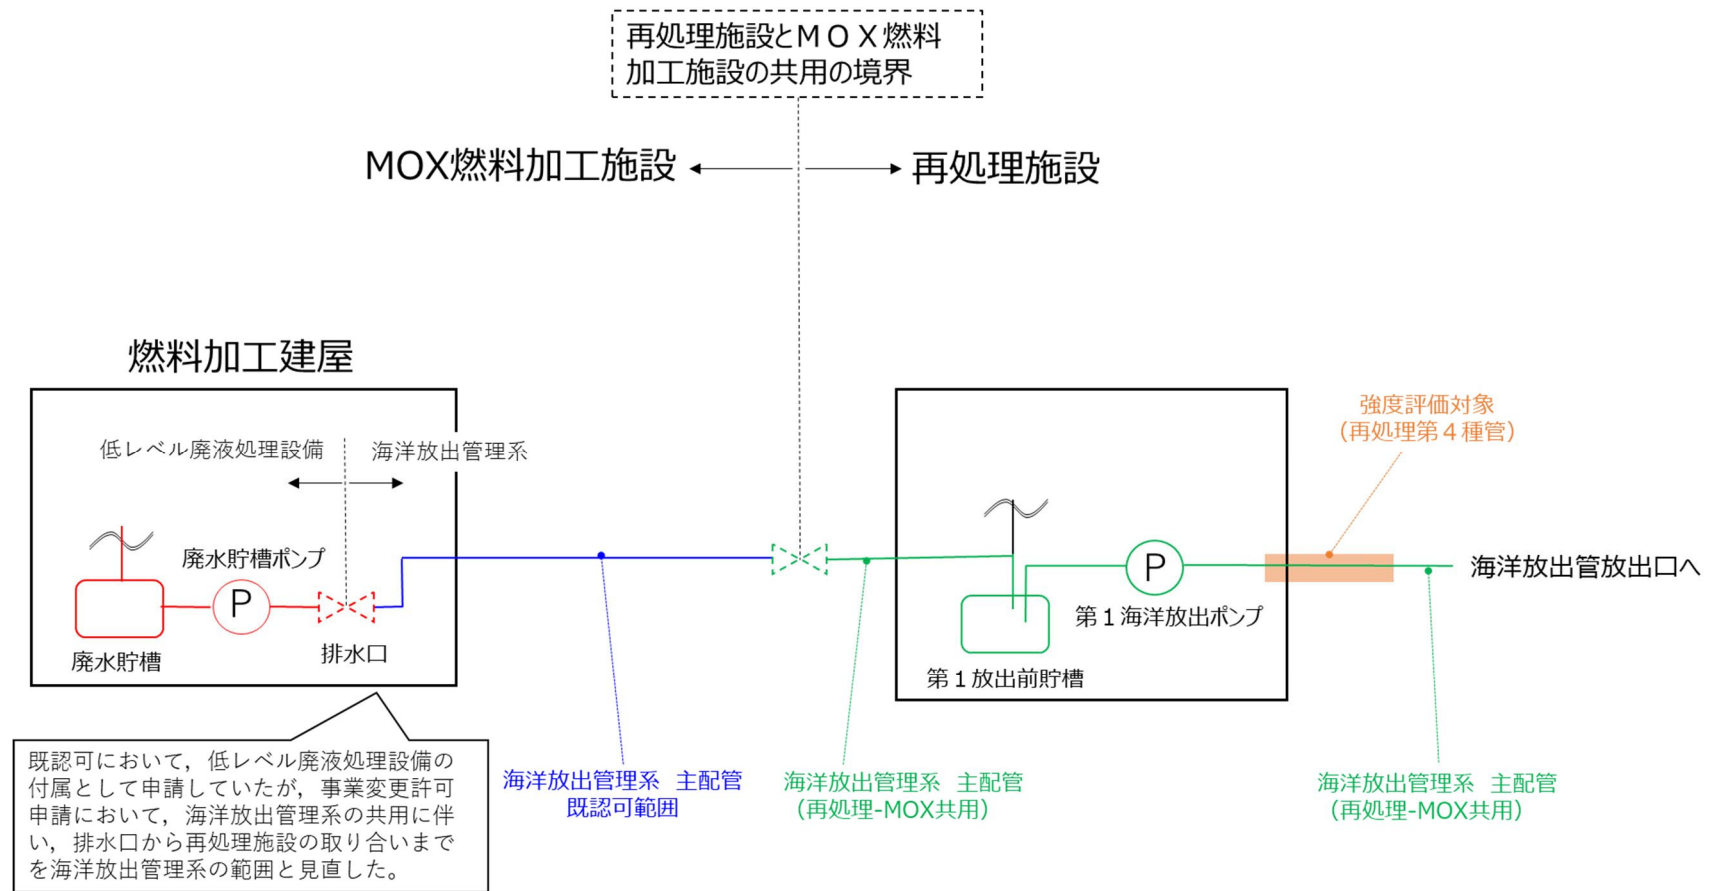 再処理施設とＭＯＸ燃料
加工施設の共用の境界
MOX燃料加工施設
再処理施設
燃料加工建屋
低レベル廃液処理設備
海洋放出管理系
廃水貯槽ポンプ
P
廃水貯槽
排水口
P
第１海洋放出ポンプ
第１放出前貯槽
強度評価対象
（再処理第４種管）
海洋放出管放出口へ
既認可において，低レベル廃液処理設備の
付属として申請していたが，事業変更許可
申請において，海洋放出管理系の共用に伴
い，排水口から再処理施設の取り合いまで
を海洋放出管理系の範囲と見直した。
海洋放出管理系　主配管
既認可範囲
海洋放出管理系　主配管
（再処理-MOX共用）
海洋放出管理系　主配管
（再処理-MOX共用）